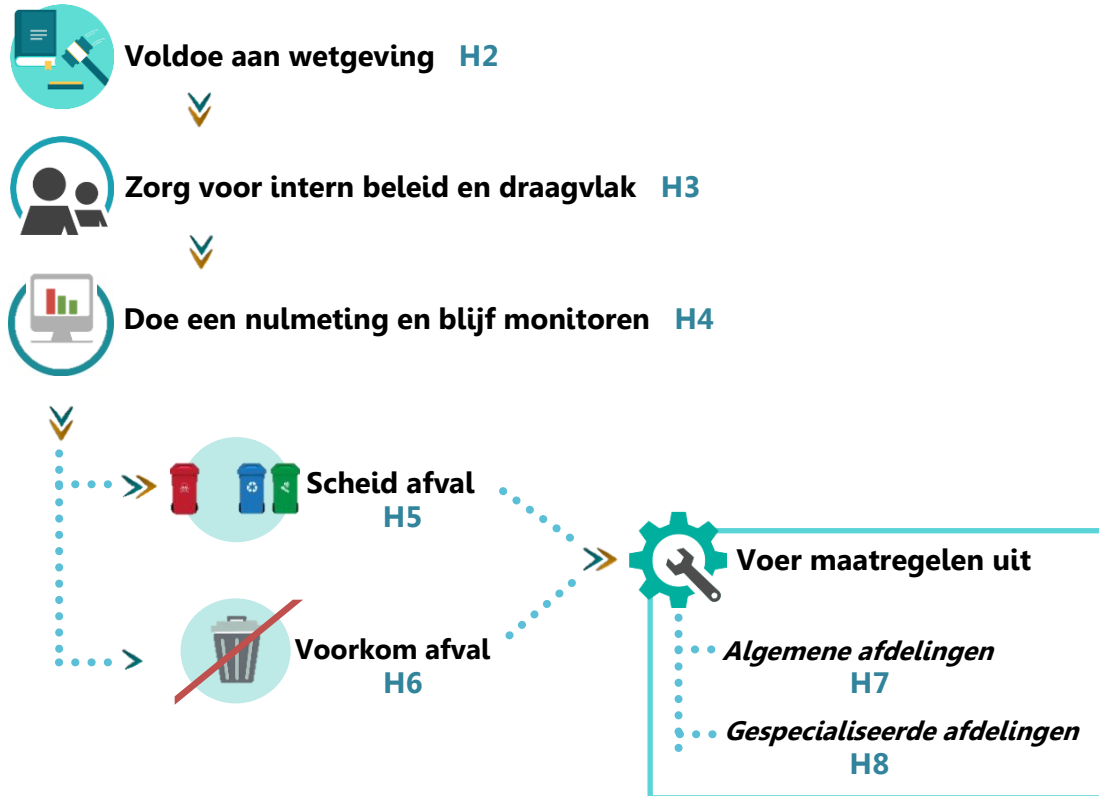 Voldoe aan wetgeving H2
Zorg voor intern beleid en draagvlak H3
Doe een nulmeting en blijf monitoren H4
Scheid afval
H5
Voorkom afval
H6
Voer maatregelen uit
Algemene afdelingen
H7
Gespecialiseerde afdelingen
H8